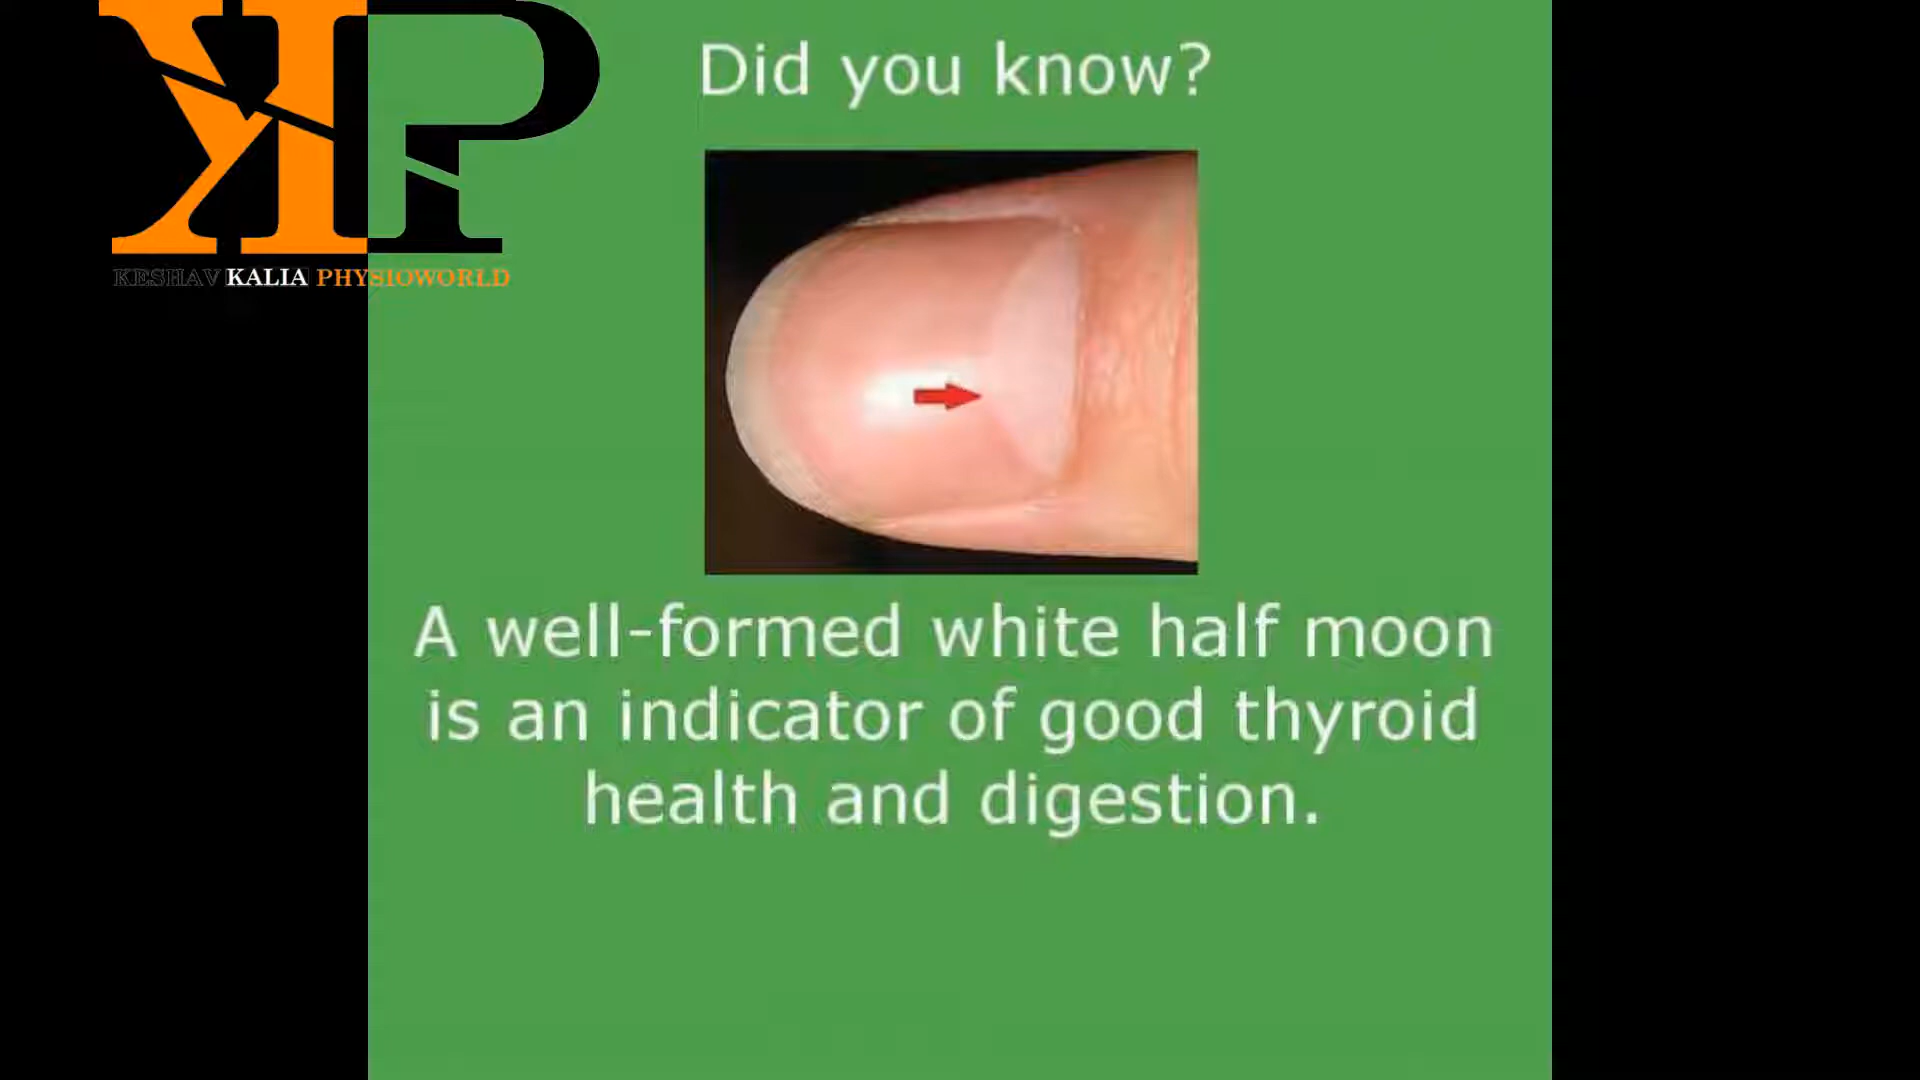 KP
KESHAV KALIA PHYSIOWORLD
Did you know?
A well-formed white half moon
is an indicator of good thyroid
health and digestion.